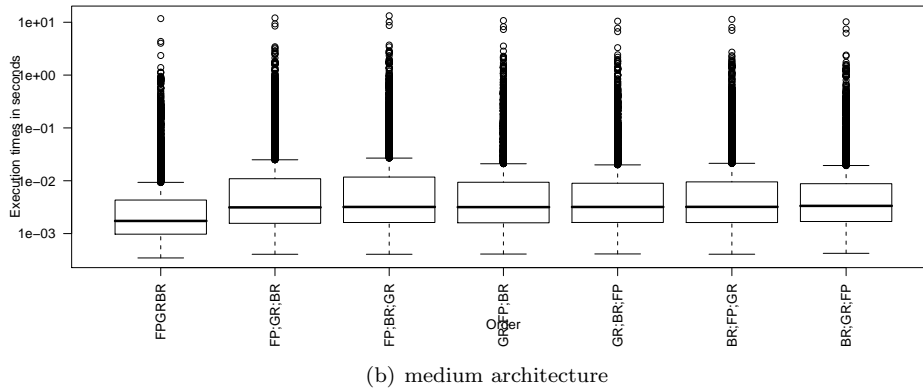 Execution times in seconds
1e+01
1e+00
1e−01
1e−02
1e−03
FPGRBR
FP;GR;BR
FP;BR;GR
GR;FP;BR
GR;BR;FP
BR;FP;GR
BR;GR;FP
Order
(b) medium architecture